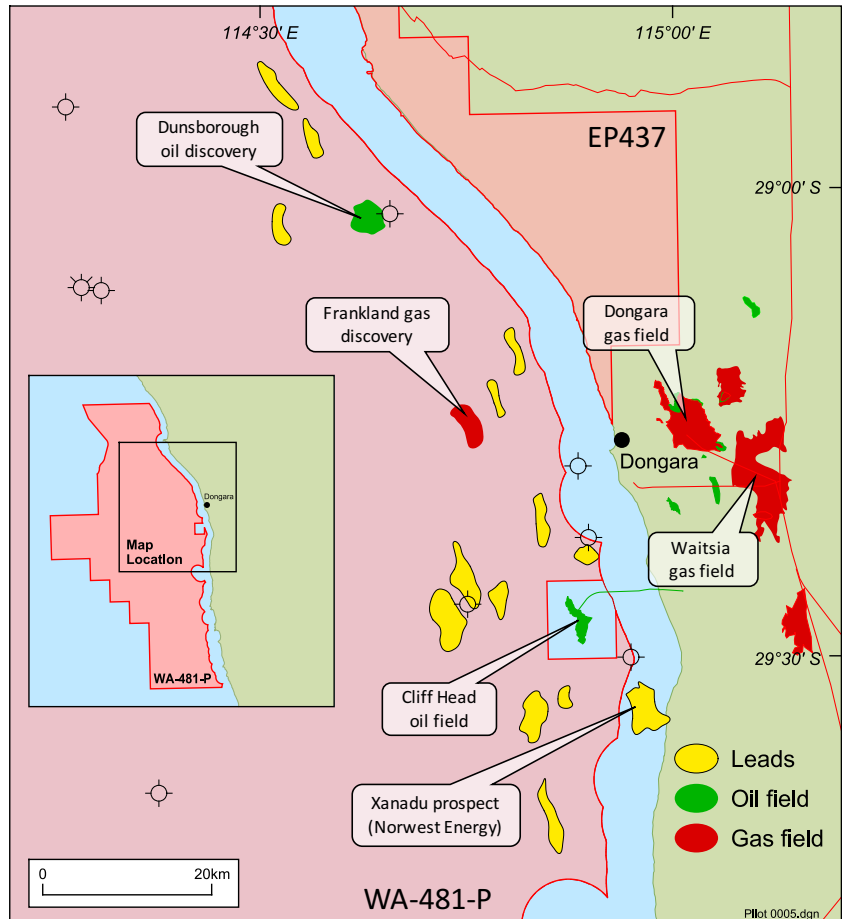 114°30' E
115°00' E
Dunsborough
oil discovery
EP437
29°00' S
Frankland gas
discovery
Dongara
gas field
Dongara
Waitsia
gas field
Dongara
Map
Location
WA-481-P
29°30' S
Cliff Head
oil field
Xanadu prospect
(Norwest Energy)
Leads
Oil field
Gas field
0
20km
WA-481-P
Pilot 0005.dgn